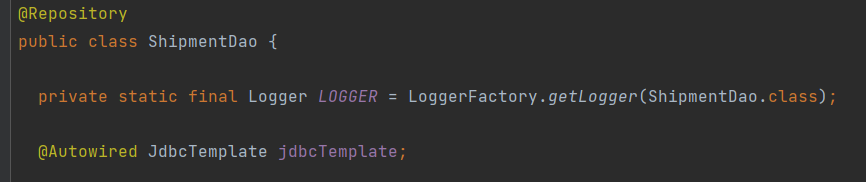 @Repository
public class ShipmentDao {
private static final Logger LOGGER = LoggerFactory.getLogger(ShipmentDao.class);
@Autowired JdbcTemplate jdbcTemplate;